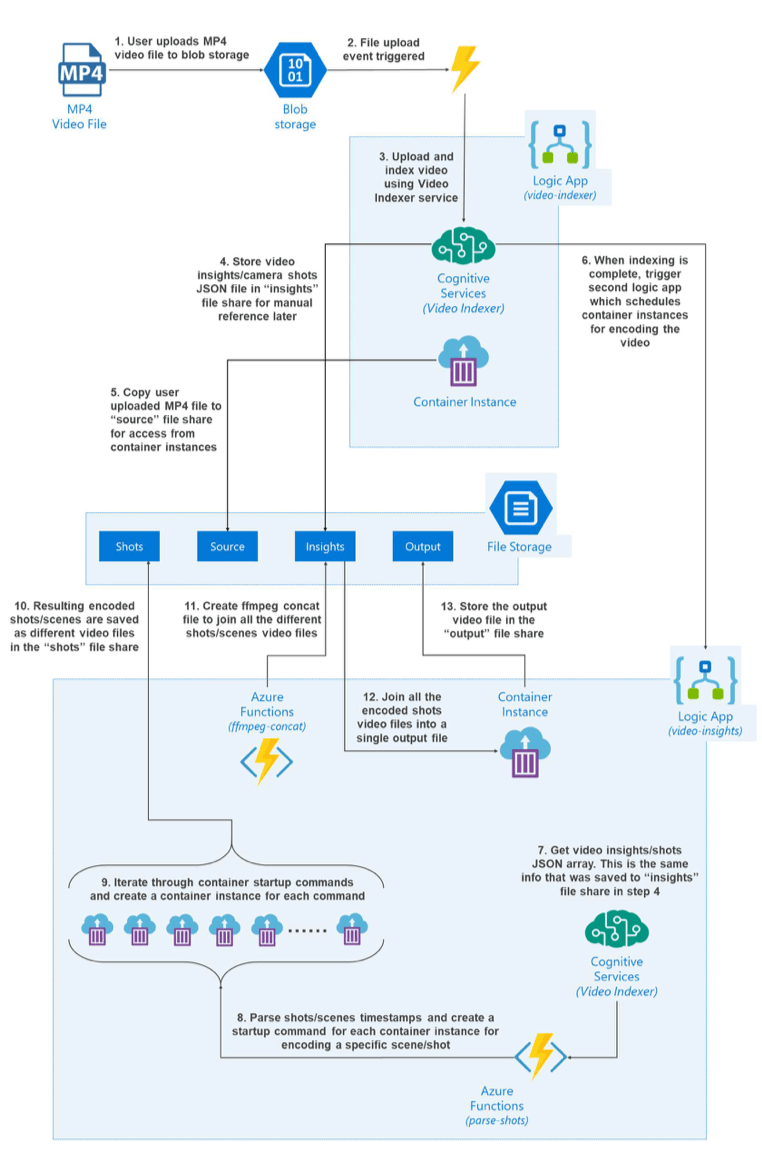 1. User uploads MP4
video file to blob storage
2. File upload
event triggered
MP4
10
01
MP4
Video File
Blob
storage
3. Upload and
index video
using Video
Indexer service
Logic App
(video-indexer)
4. Store video
insights/camera shots
JSON file in “insights”
file share for manual
reference later
Cognitive
Services
(Video Indexer)
6. When indexing is
complete, trigger
second logic app
which schedules
container instances
for encoding the
video
5. Copy user
uploaded MP4 file to
“source” file share
for access from
container instances
Container Instance
Shots
Source
Insights
Output
File Storage
10. Resulting encoded
shots/scenes are saved
as different video files
in the “shots” file share
11. Create ffmpeg concat
file to join all the different
shots/scenes video files
13. Store the output
video file in the
“output” file share
Azure
Functions
(ffmpeg-concat)
12. Join all the
encoded shots
video files into a
single output file
Container
Instance
Logic App
(video-insights)
7. Get video insights/shots
JSON array. This is the same
info that was saved to “insights”
file share in step 4
9. Iterate through container startup commands
and create a container instance for each command
......
Cognitive
Services
(Video Indexer)
8. Parse shots/scenes timestamps and create a
startup command for each container instance for
encoding a specific scene/shot
Azure
Functions
(parse-shots)